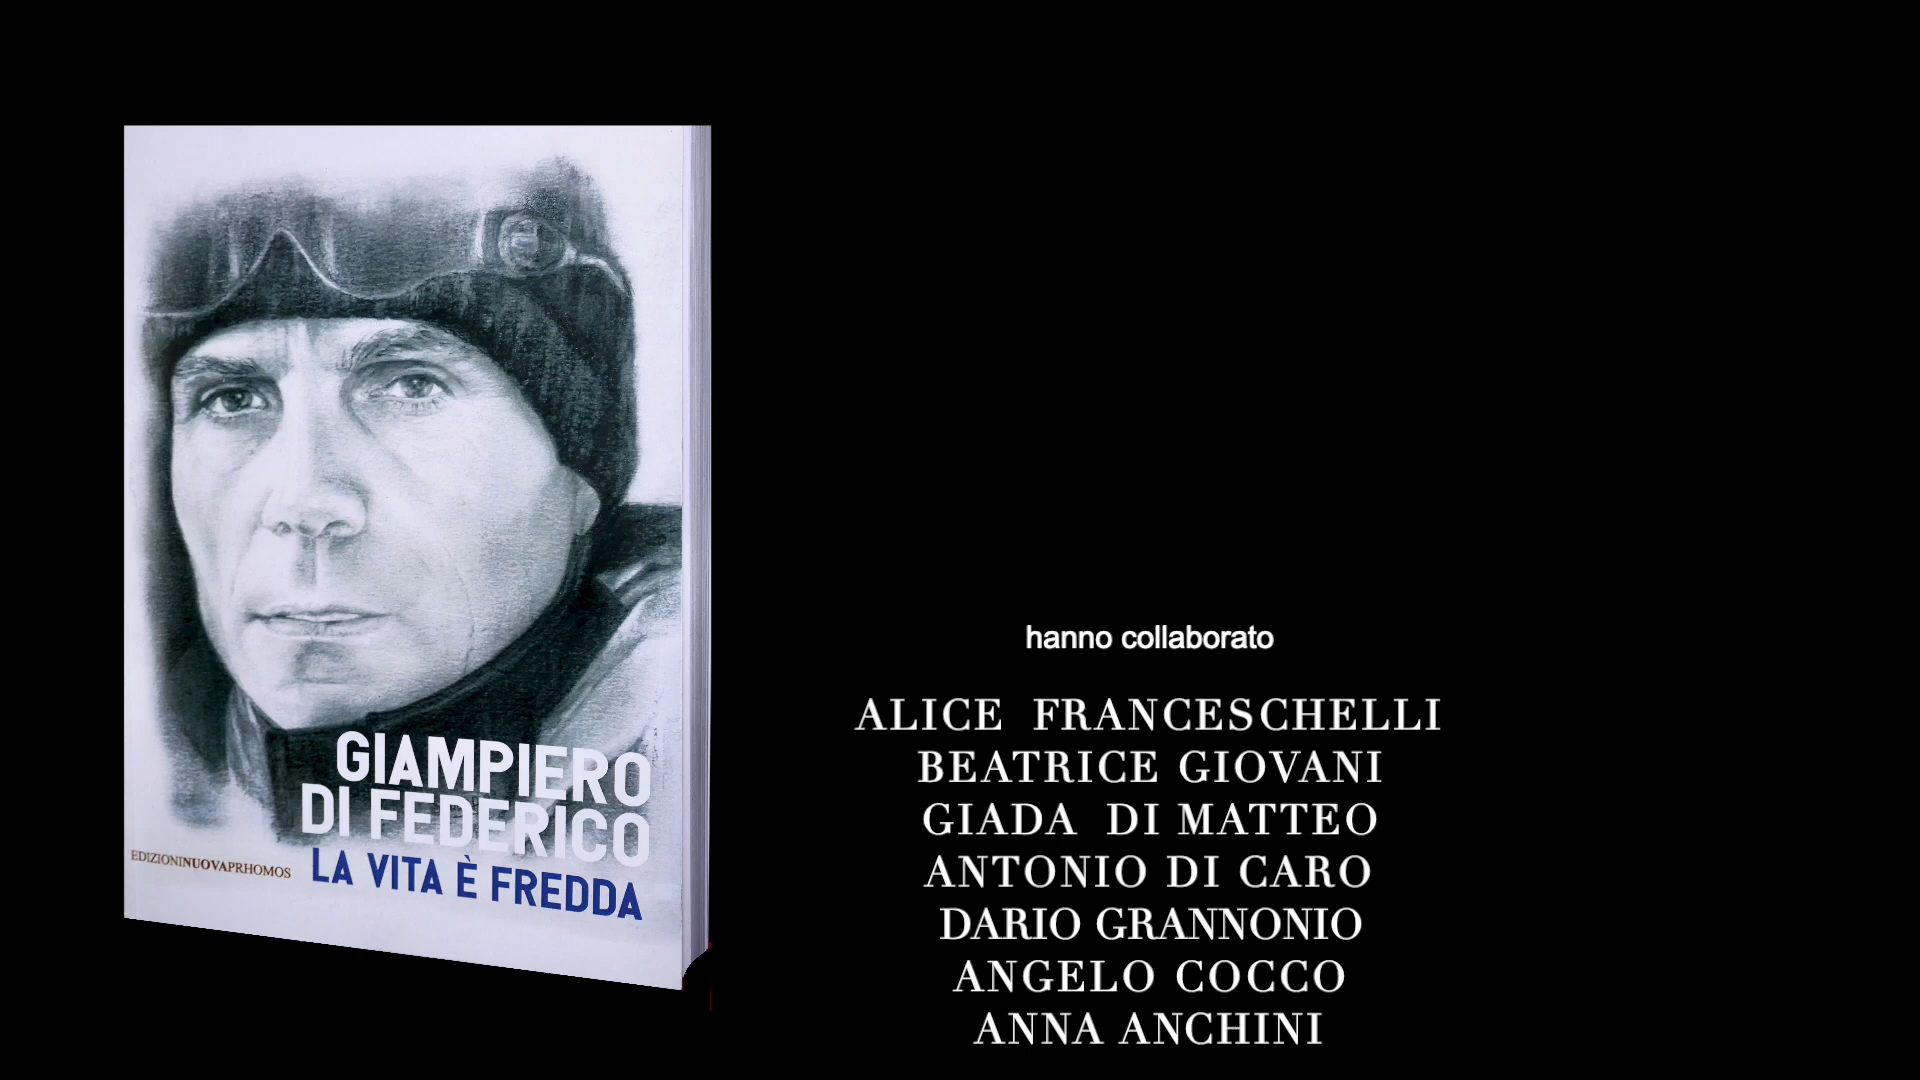 GIAMPIERO
DI FEDERICO
LA VITA È FREDDA
EDIZIONINUOVAPRHOMOS
hanno collaborato
ALICE FRANCESCHELLI
BEATRICE GIOVANI
GIADA DI MATTEO
ANTONIO DI CARO
DARIO GRANNONIO
ANGELO COCCO
ANNA ANCHINI